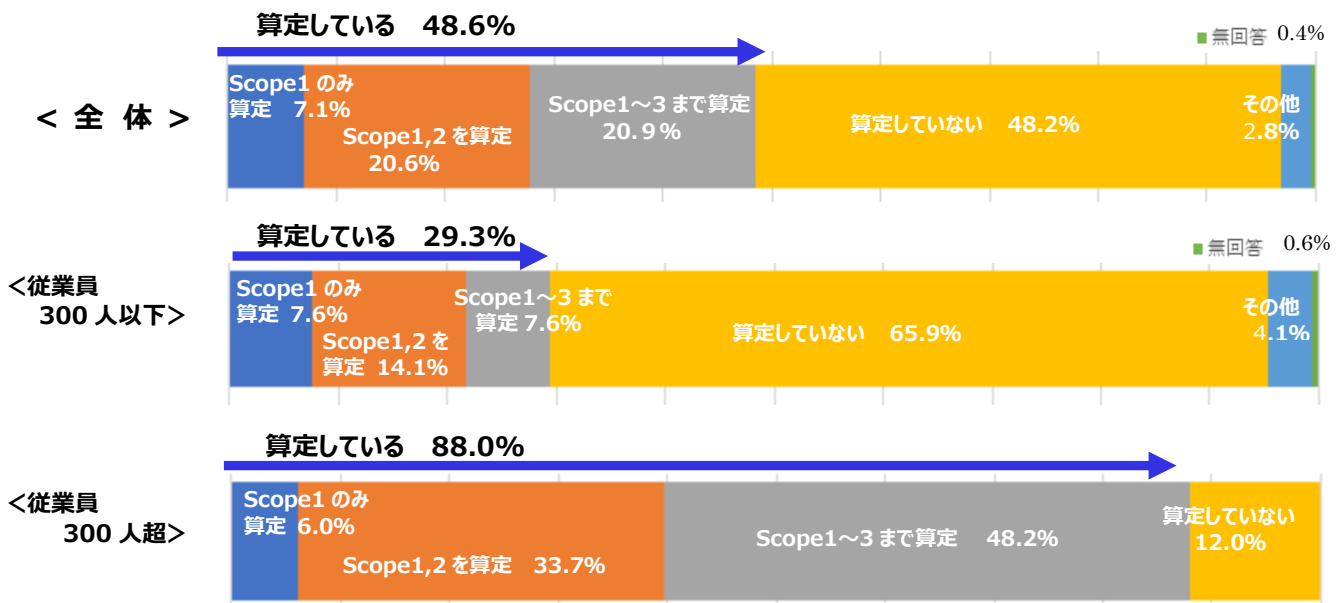 算定している 48.6%
無回答 0.4%
Scope1 のみ
算定 7.1%
Scope1,2 を算定
20.6%
Scope1～3 まで算定
20.9%
算定していない 48.2%
その他
2.8%
< 全 体 >
算定している 29.3%
無回答 0.6%
<従業員
300 人以下>
Scope1 のみ
算定 7.6%
Scope1,2 を
算定 14.1%
Scope1～3 まで
算定 7.6%
算定していない 65.9%
その他
4.1%
算定している 88.0%
<従業員
300 人超>
Scope1 のみ
算定 6.0%
Scope1,2 を算定 33.7%
Scope1～3 まで算定 48.2%
算定していない
12.0%